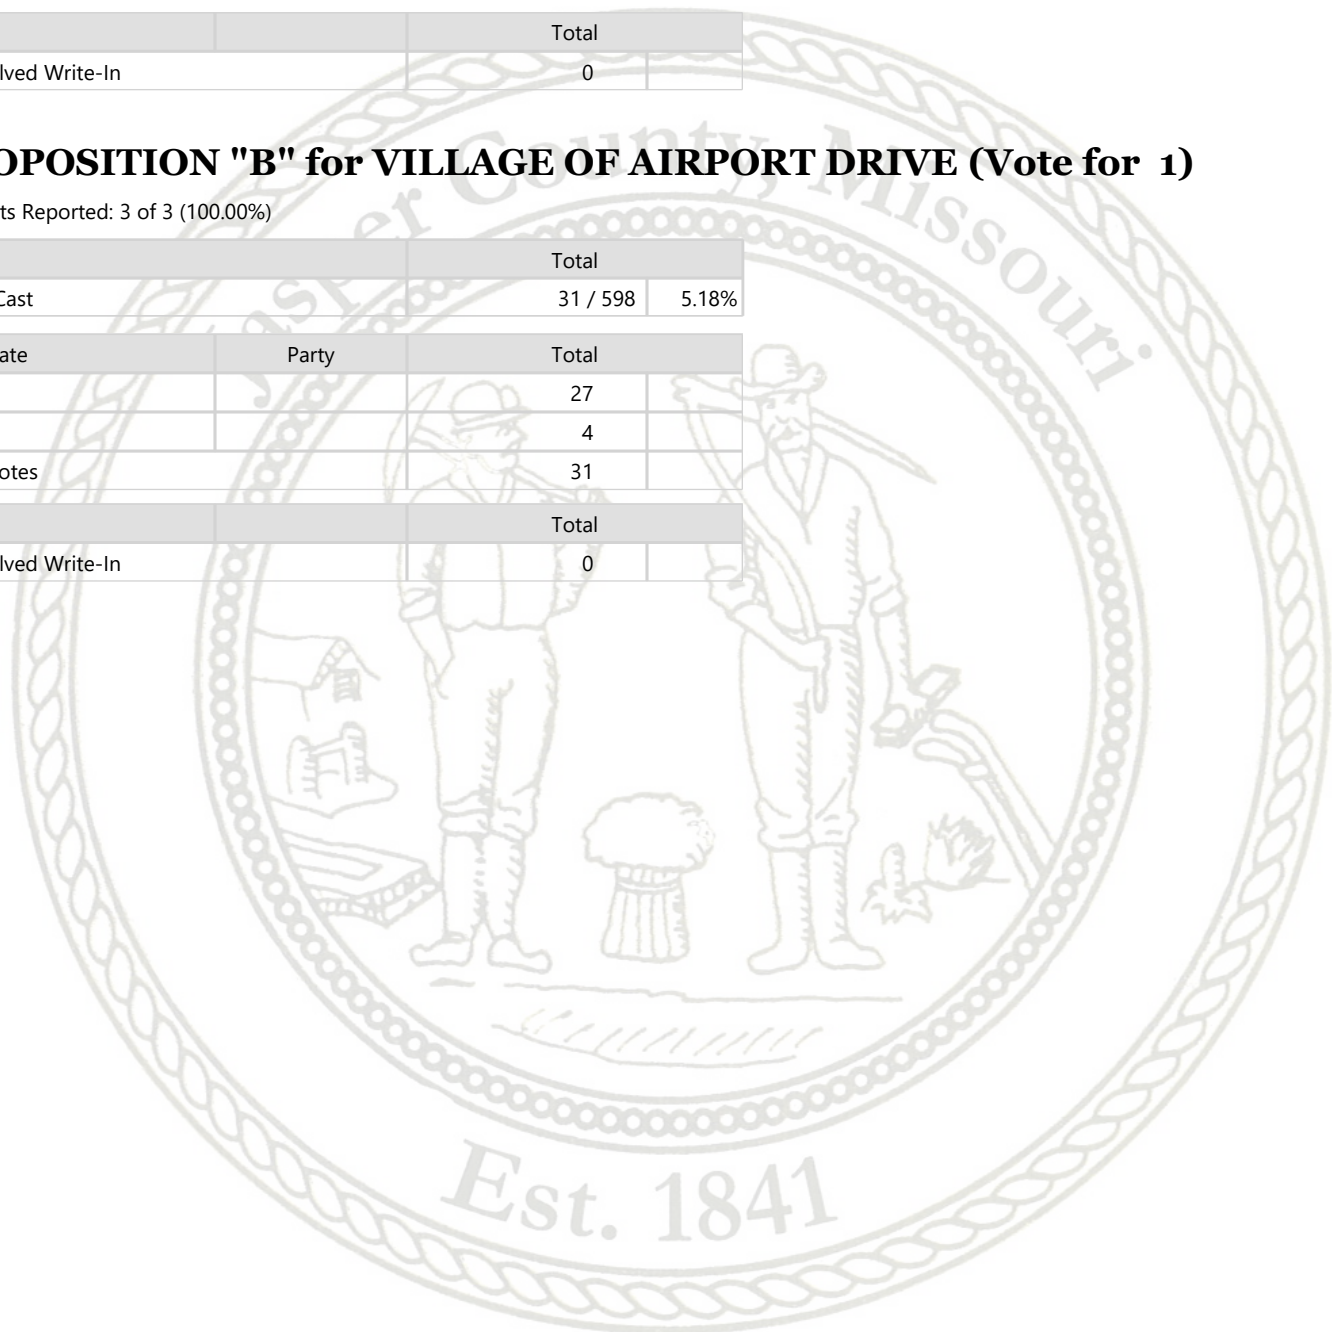 Total
lved Write-In 0
OPOSITION "B" for VILLAGE OF AIRPORT DRIVE (Vote for 1)
ts Reported: 3 of 3 (100.00%)
Total
Cast 31 / 598 5.18%
ate Party Total
27
4
otes 31
Total
lved Write-In 0
Jasper County, Missouri
Est. 1841